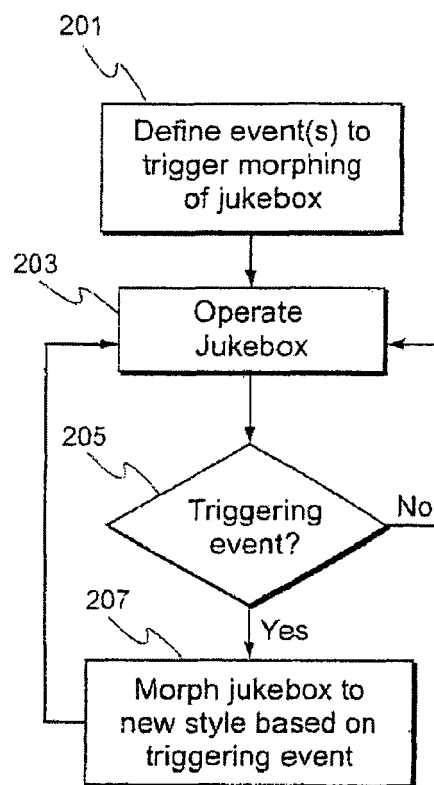 201
Define event(s) to
trigger morphing
of jukebox
203
Operate
Jukebox
205
Triggering
event?
No
207
Yes
Morph jukebox to
new style based on
triggering event